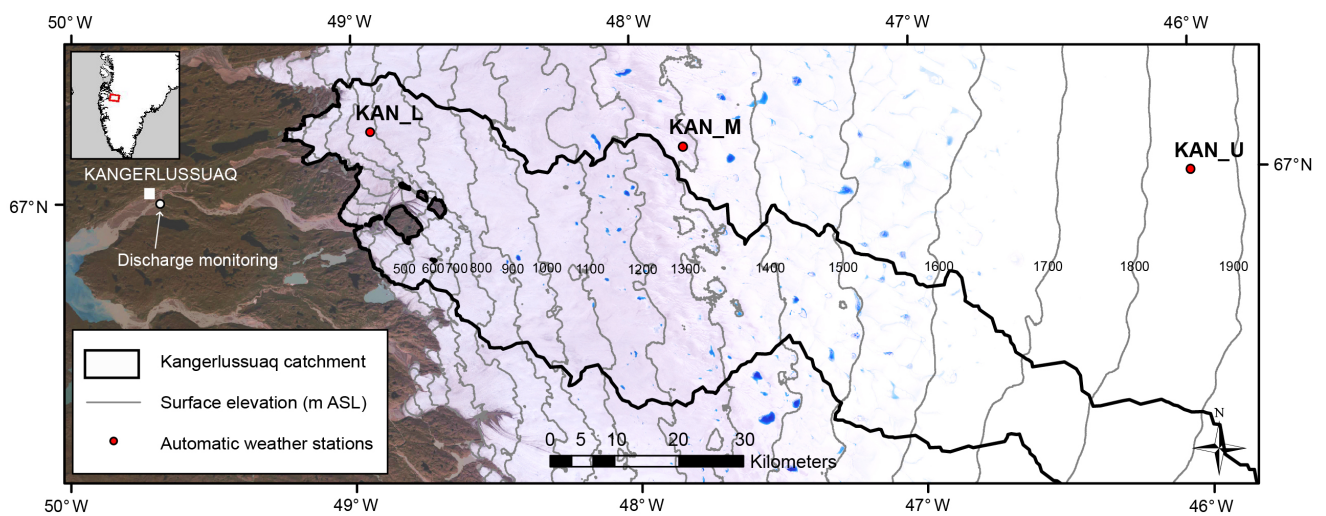 50° W
49° W
48° W
47° W
46° W
KAN_L
KAN_M
KAN_U
67° N
KANGERLUSSUAQ
67° N
Discharge monitoring
500 600 700 800 900 1000 1100 1200 1300 1400 1500 1600 1700 1800 1900
Kangerlussuaq catchment
Surface elevation (m ASL)
Automatic weather stations
0 5 10 20 30
Kilometers
N
50° W
49° W
48° W
47° W
46° W